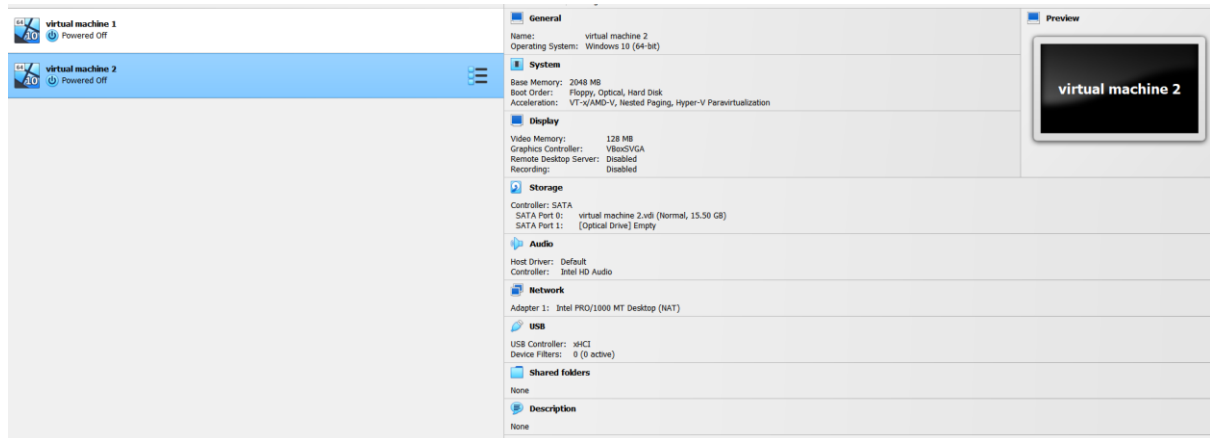 virtual machine 1
Powered Off
virtual machine 2
Powered Off
General
Name: virtual machine 2
Operating System: Windows 10 (64-bit)
System
Base Memory: 2048 MB
Boot Order: Floppy, Optical, Hard Disk
Acceleration: VT-x/AMD-V, Nested Paging, Hyper-V Paravirtualization
Display
Video Memory: 128 MB
Graphics Controller: VBoxSVGA
Remote Desktop Server: Disabled
Recording: Disabled
Storage
Controller: SATA
SATA Port 0: virtual machine 2.vdi (Normal, 15.50 GB)
SATA Port 1: [Optical Drive] Empty
Audio
Host Driver: Default
Controller: Intel HD Audio
Network
Adapter 1: Intel PRO/1000 MT Desktop (NAT)
USB
USB Controller: xHCI
Device Filters: 0 (0 active)
Shared folders
None
Description
None
Preview
virtual machine 2